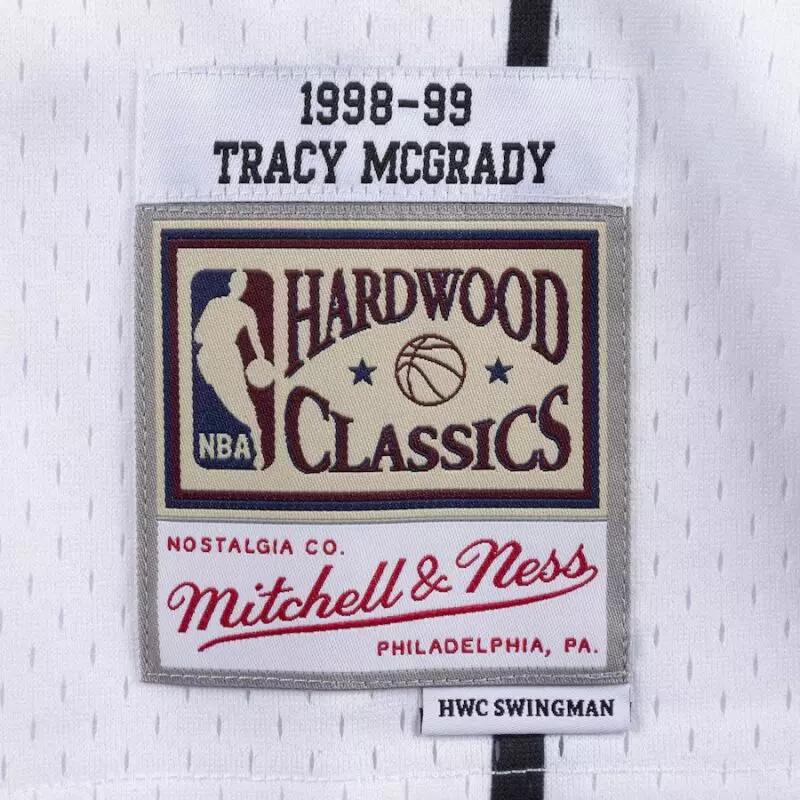 1998-99
TRACY MCGRADY
HARDWOOD
CLASSICS
NBA
NOSTALGIA CO.
Mitchell & Ness
PHILADELPHIA, PA.
HWC SWINGMAN